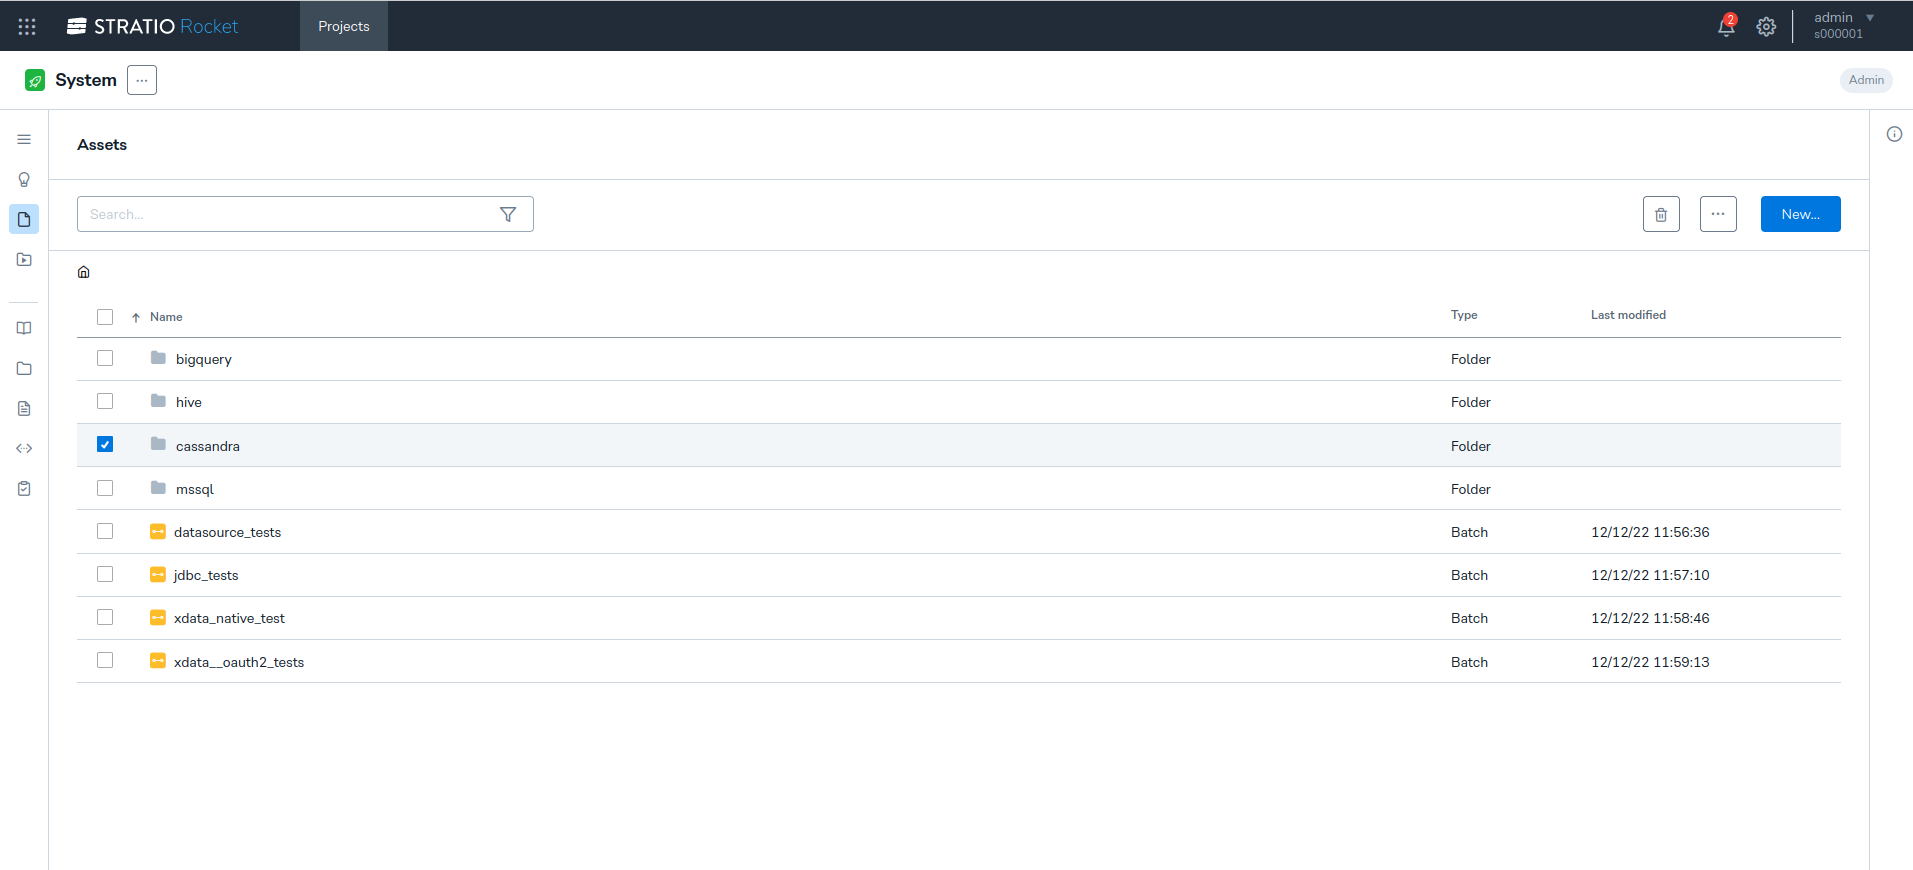 STRATIO Rocket
Projects
2
admin
s000001
System
...
Admin
Assets
Search...
...
New...
Name
Type
Last modified
bigquery
Folder
hive
Folder
cassandra
Folder
mssql
Folder
datasource_tests
Batch
12/12/22 11:56:36
jdbc_tests
Batch
12/12/22 11:57:10
xdata_native_test
Batch
12/12/22 11:58:46
xdata__oauth2_tests
Batch
12/12/22 11:59:13